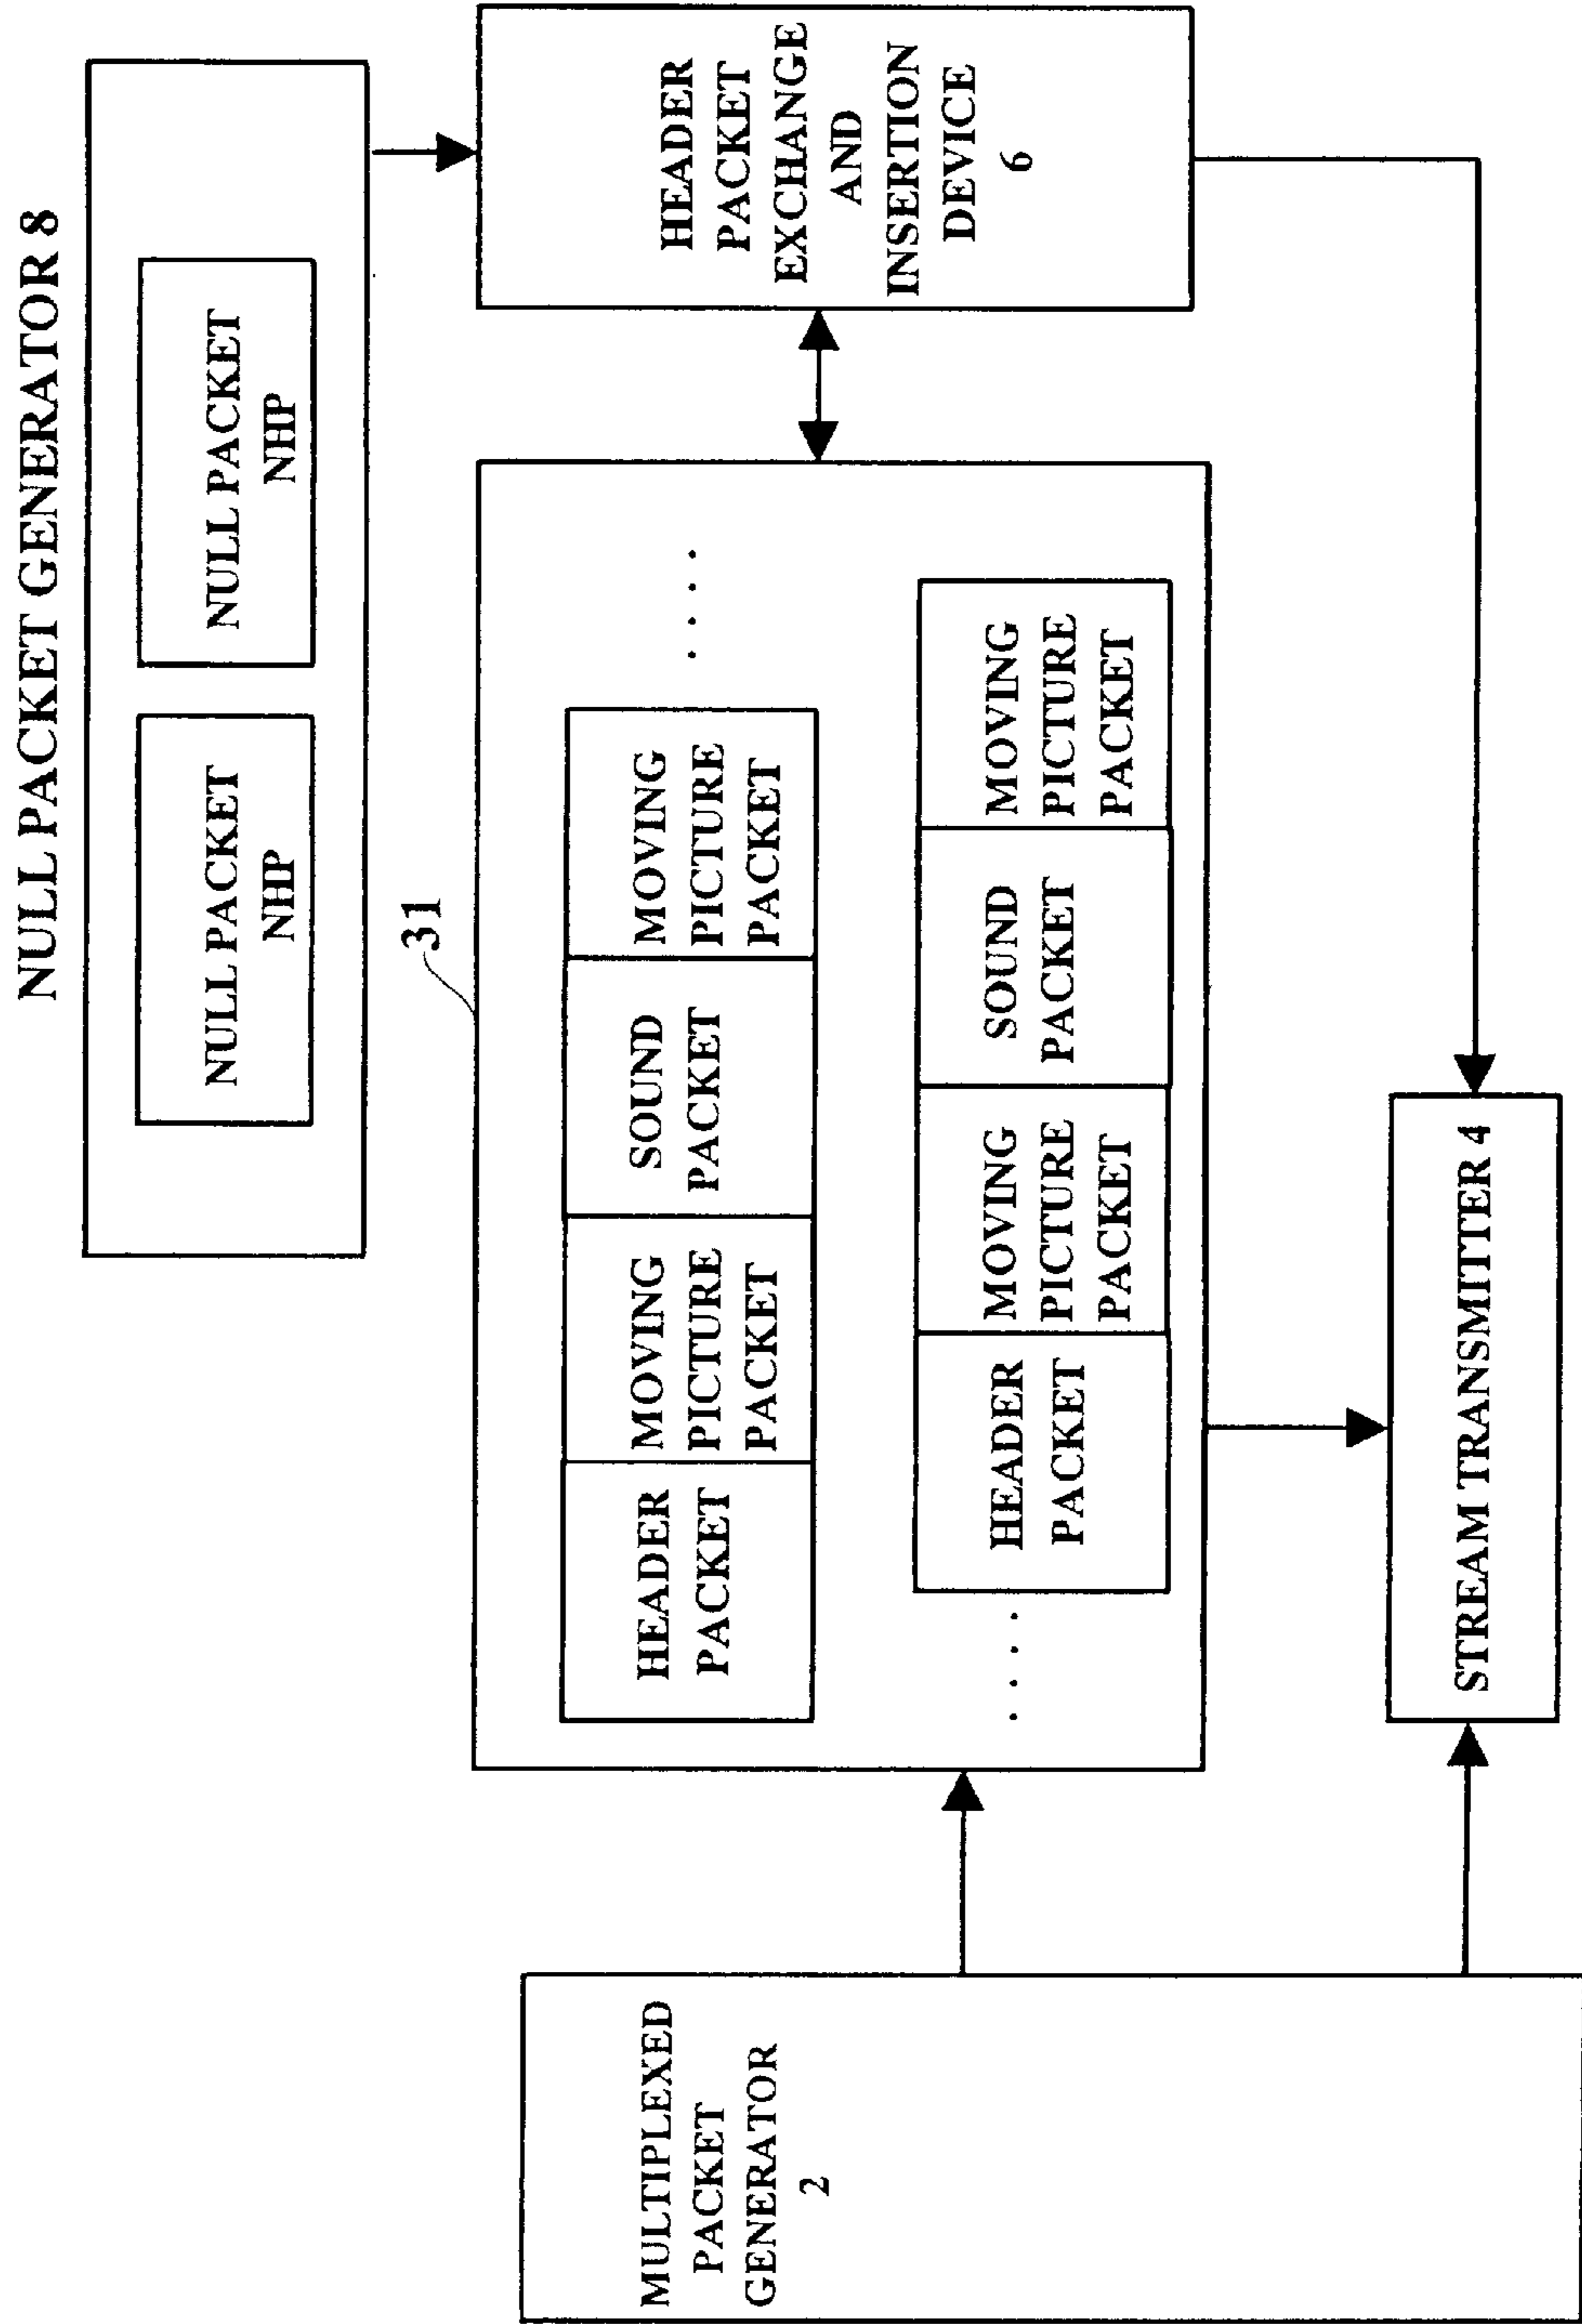 NULL PACKET GENERATOR 8
NULL PACKET
NHP
NULL PACKET
NHP
31
HEADER
PACKET
MOVING
PICTURE
PACKET
SOUND
PACKET
MOVING
PICTURE
PACKET
. . . .
. . . .
HEADER
PACKET
MOVING
PICTURE
PACKET
SOUND
PACKET
MOVING
PICTURE
PACKET
HEADER
PACKET
EXCHANGE
AND
INSERTION
DEVICE
6
MULTIPLEXED
PACKET
GENERATOR
2
STREAM TRANSMITTER 4